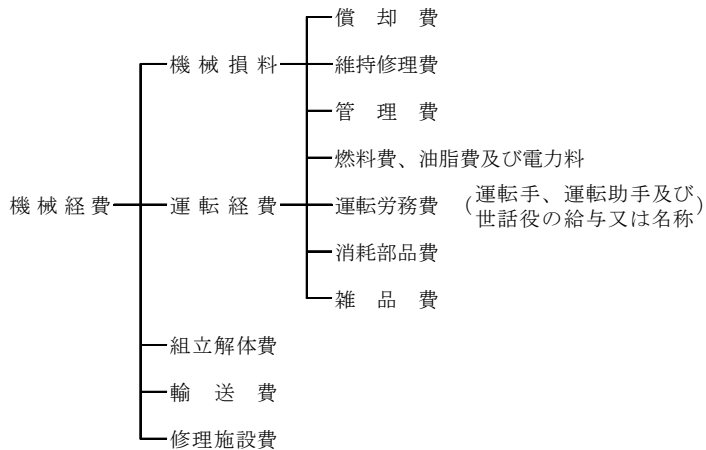 償却費
機械損料
維持修理費
管理費
燃料費、油脂費及び電力料
機械経費
運転経費
運転労務費
(運転手、運転助手及び
世話役の給与又は名称)
消耗部品費
雑品費
組立解体費
輸送費
修理施設費